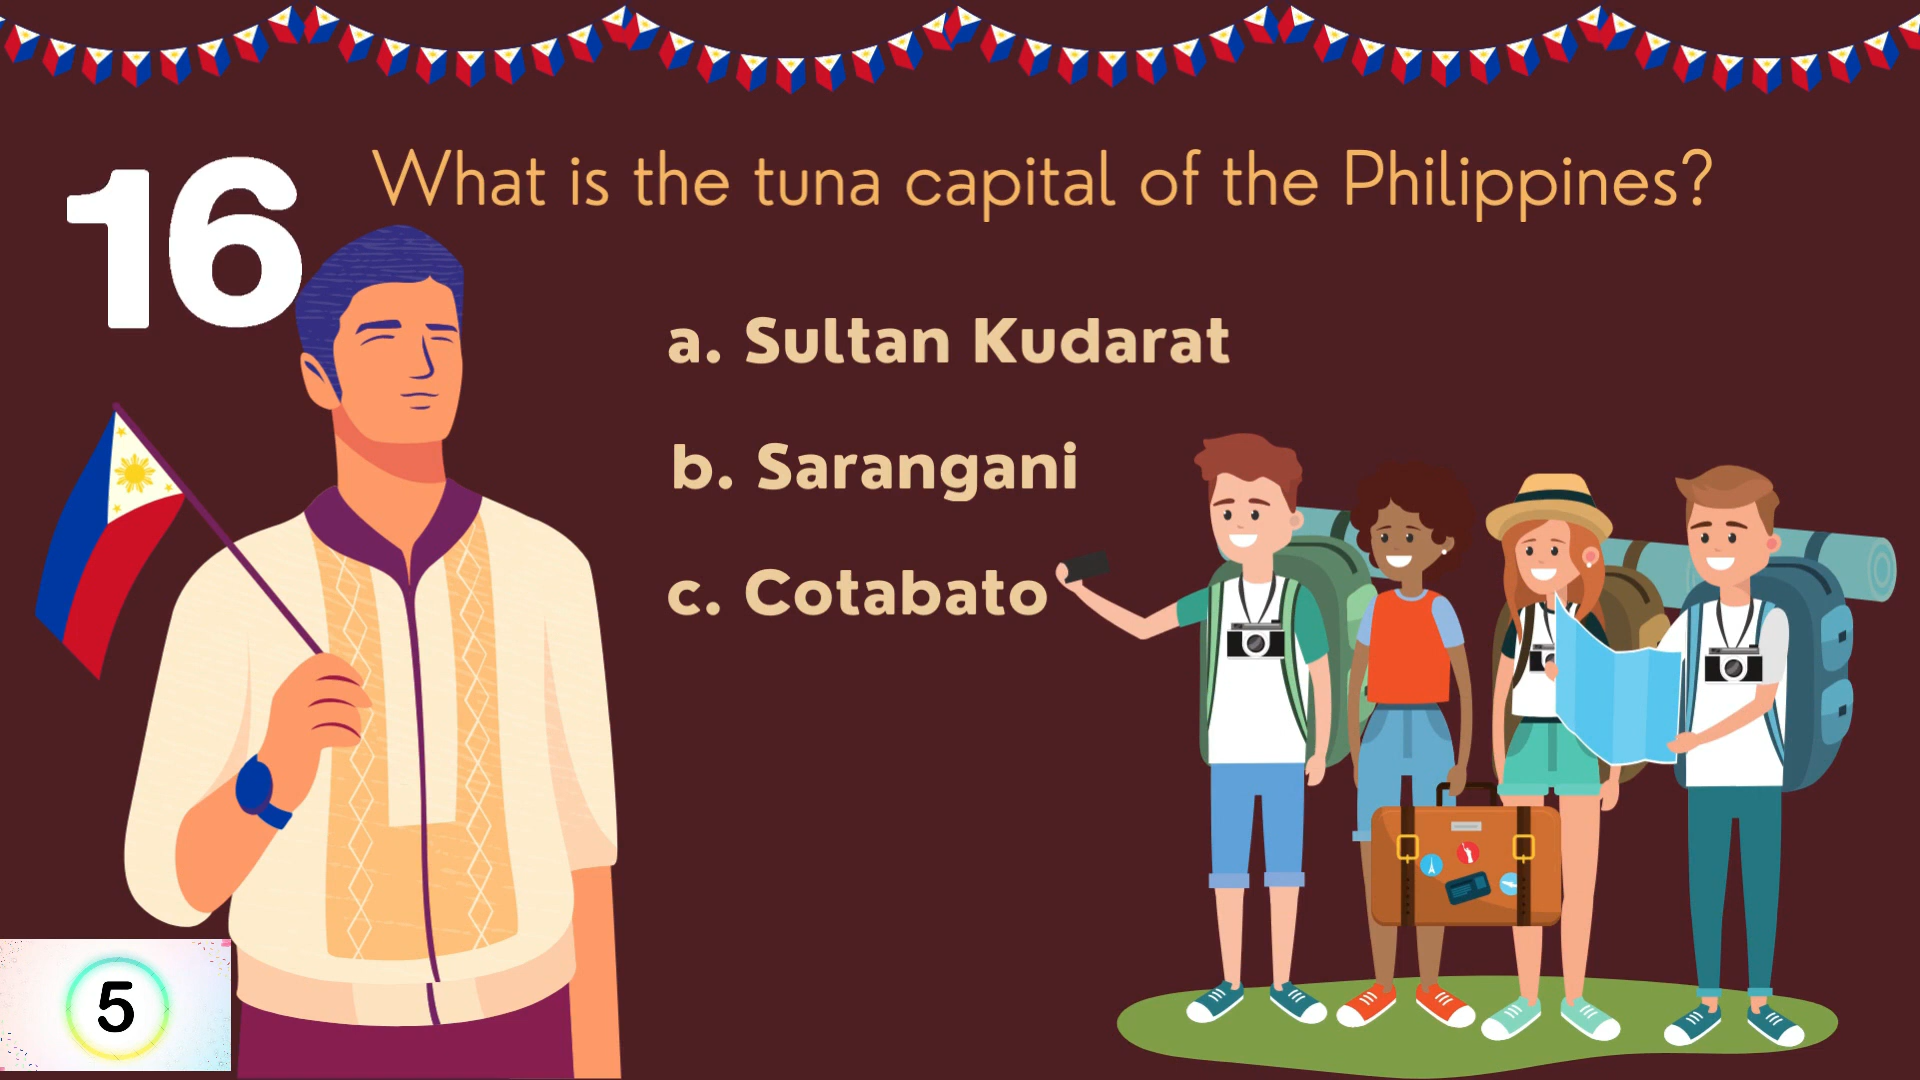 16
What is the tuna capital of the Philippines?
a. Sultan Kudarat
b. Sarangani
c. Cotabato
5